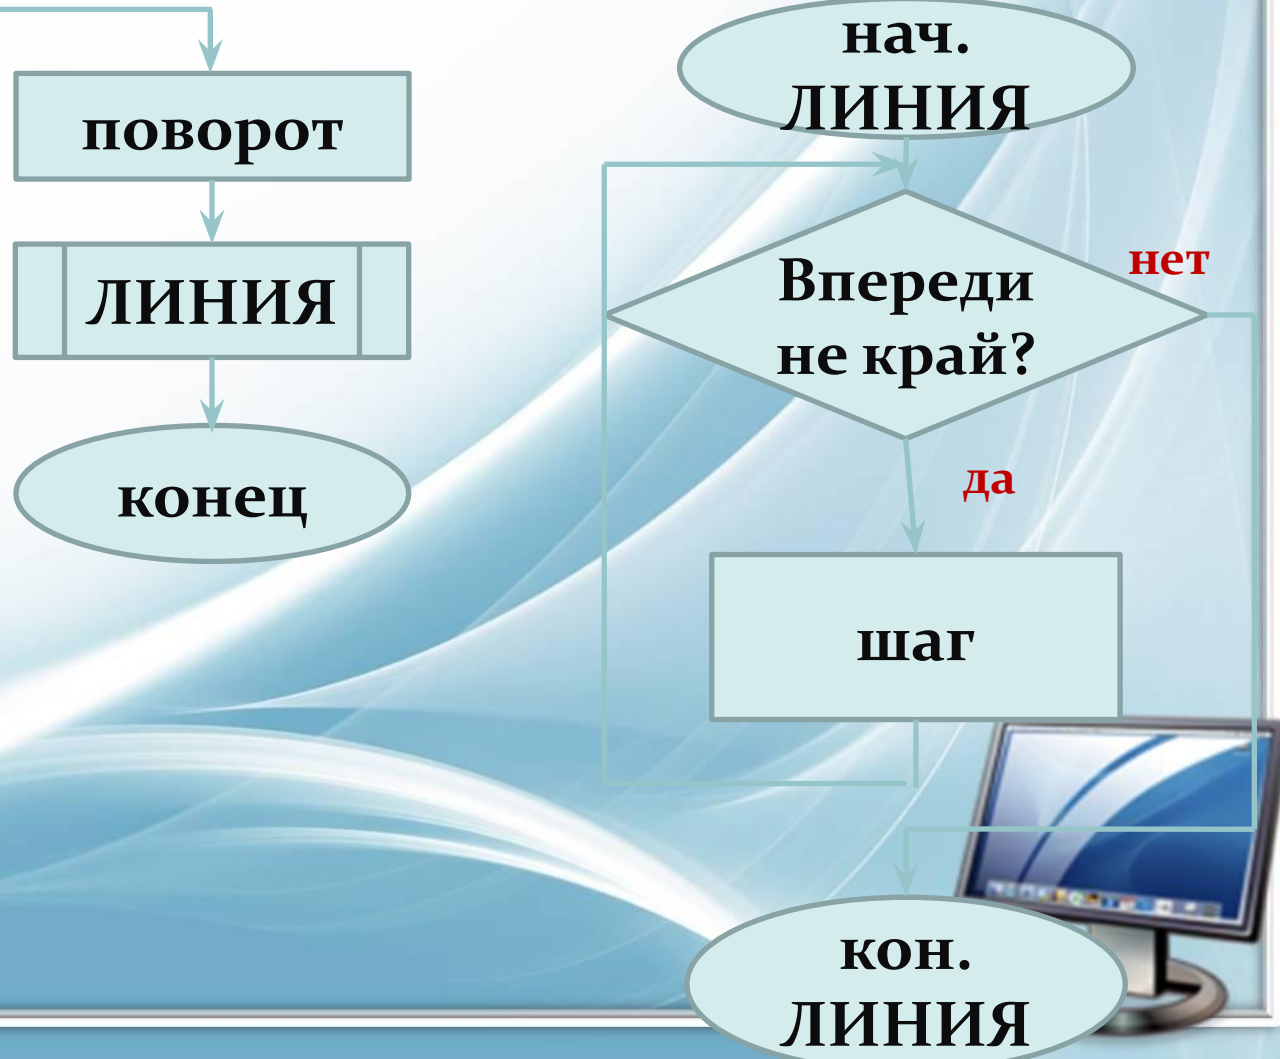 поворот
ЛИНИЯ
конец
нач.
ЛИНИЯ
Впереди
не край?
нет
да
шаг
кон.
ЛИНИЯ